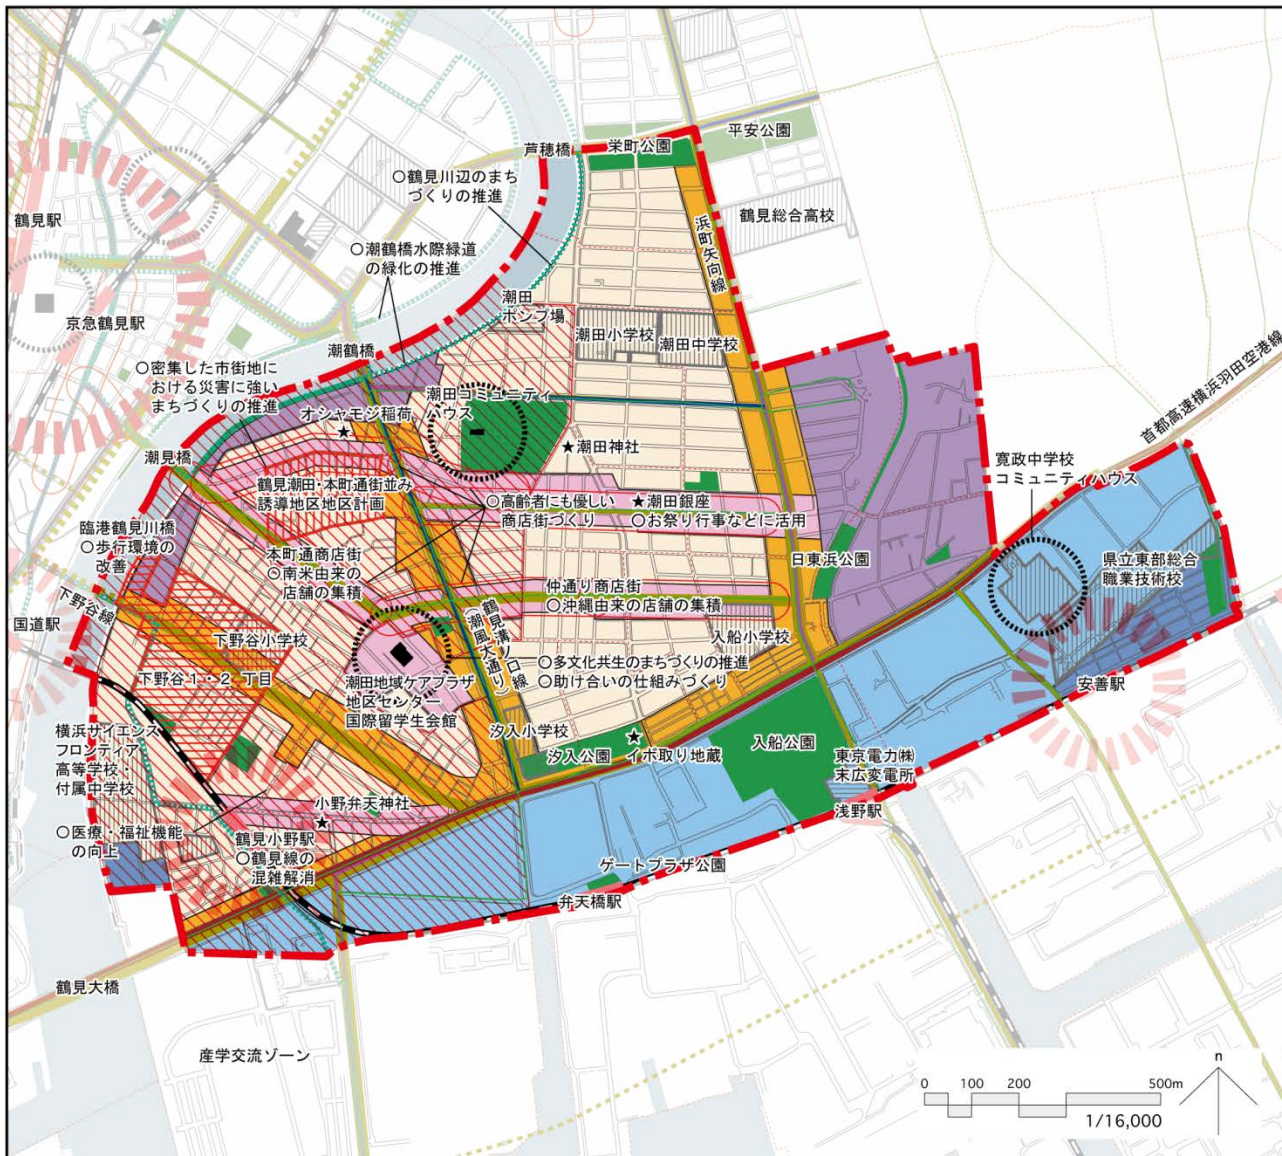 芦穂橋
栄町公園
平安公園
○鶴見川辺のまち
づくりの推進
鶴見総合高校
鶴見駅
浜町矢向線
○潮鶴橋水際緑道
の緑化の推進
潮田
ポンプ場
京急鶴見駅
潮田小学校
潮田中学校
潮鶴橋
首都高速横浜羽田空港線
○密集した市街地に
おける災害に強い
まちづくりの推進
潮田コミュニティ
ハウス
オシャモジ稲荷
★
★潮田神社
潮見橋
寛政中学校
コミュニティハウス
鶴見潮田・本町通街並み
誘導地区地区計画
○高齢者にも優しい
商店街づくり
★潮田銀座
○お祭り行事などに活用
臨港鶴見川橋
○歩行環境の
改善
本町通商店街
○南米由来の
店舗の集積
日東浜公園
県立東部総合
職業技術校
下野谷線
仲通り商店街
○沖縄由来の店舗の集積
国道駅
下野谷小学校
鶴見溝ノ口線
(潮風大通り)
入船小学校
下野谷1・2丁目
○多文化共生のまちづくりの推進
○助け合いの仕組みづくり
潮田地域ケアプラザ
地区センター
国際留学生会館
安善駅
横浜サイエンス
フロンティア
高等学校・
付属中学校
汐入小学校
汐入公園
★
イボ取り地蔵
入船公園
東京電力㈱
末広変電所
小野弁天神社
★
浅野駅
○医療・福祉機能
の向上
鶴見小野駅
○鶴見線の
混雑解消
ゲートプラザ公園
弁天橋駅
鶴見大橋
産学交流ゾーン
n
0 100 200 500m
1/16,000